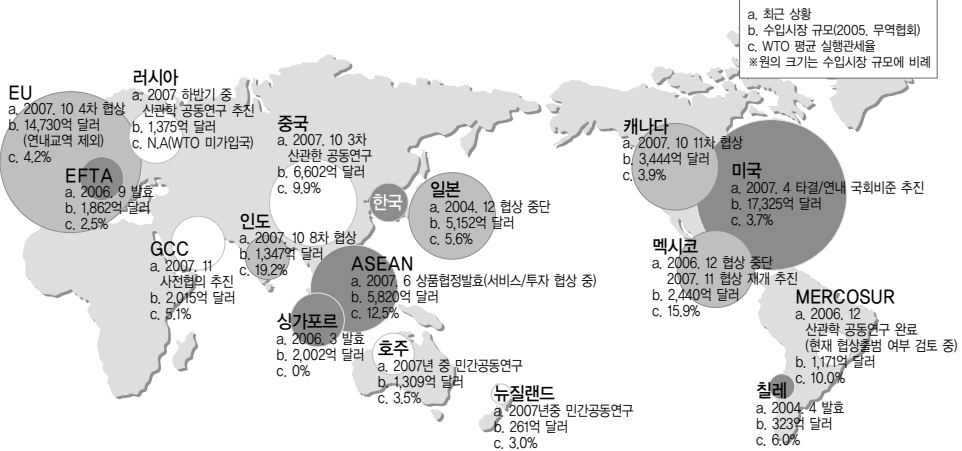 a. 최근 상황
b. 수입시장 규모(2005. 무역협회)
c. WTO 평균 실행관세율
※원의 크기는 수입시장 규모에 비례
EU
a. 2007. 10 4차 협상
b. 14,730억 달러
(연내교역 제외)
c. 4.2%
EFTA
a. 2006. 9 발효
b. 1,862억 달러
c. 2.5%
러시아
a. 2007 하반기 중
산관학 공동연구 추진
b. 1,375억 달러
c. N.A(WTO 미가입국)
중국
a. 2007. 10 3차
산관학 공동연구
b. 6,602억 달러
c. 9.9%
한국
일본
a. 2004. 12 협상 중단
b. 5,152억 달러
c. 5.6%
GCC
a. 2007. 11
사전협의 추진
b. 2,015억 달러
c. 5.1%
인도
a. 2007. 10 8차 협상
b. 1,347억 달러
c. 19.2%
ASEAN
a. 2007. 6 상품협정발효(서비스/투자 협상 중)
b. 5,820억 달러
c. 12.5%
싱가포르
a. 2006. 3 발효
b. 2,002억 달러
c. 0%
호주
a. 2007년 중 민간공동연구
b. 1,309억 달러
c. 3.5%
뉴질랜드
a. 2007년중 민간공동연구
b. 261억 달러
c. 3.0%
캐나다
a. 2007. 10 11차 협상
b. 3,444억 달러
c. 3.9%
미국
a. 2007. 4 타결/연내 국회비준 추진
b. 17,325억 달러
c. 3.7%
멕시코
a. 2006. 12 협상 중단
2007. 11 협상 재개 추진
b. 2,440억 달러
c. 15.9%
MERCOSUR
a. 2006. 12
산관학 공동연구 완료
(현재 협상출범 여부 검토 중)
b. 1,171억 달러
c. 10.0%
칠레
a. 2004. 4 발효
b. 323억 달러
c. 6.0%